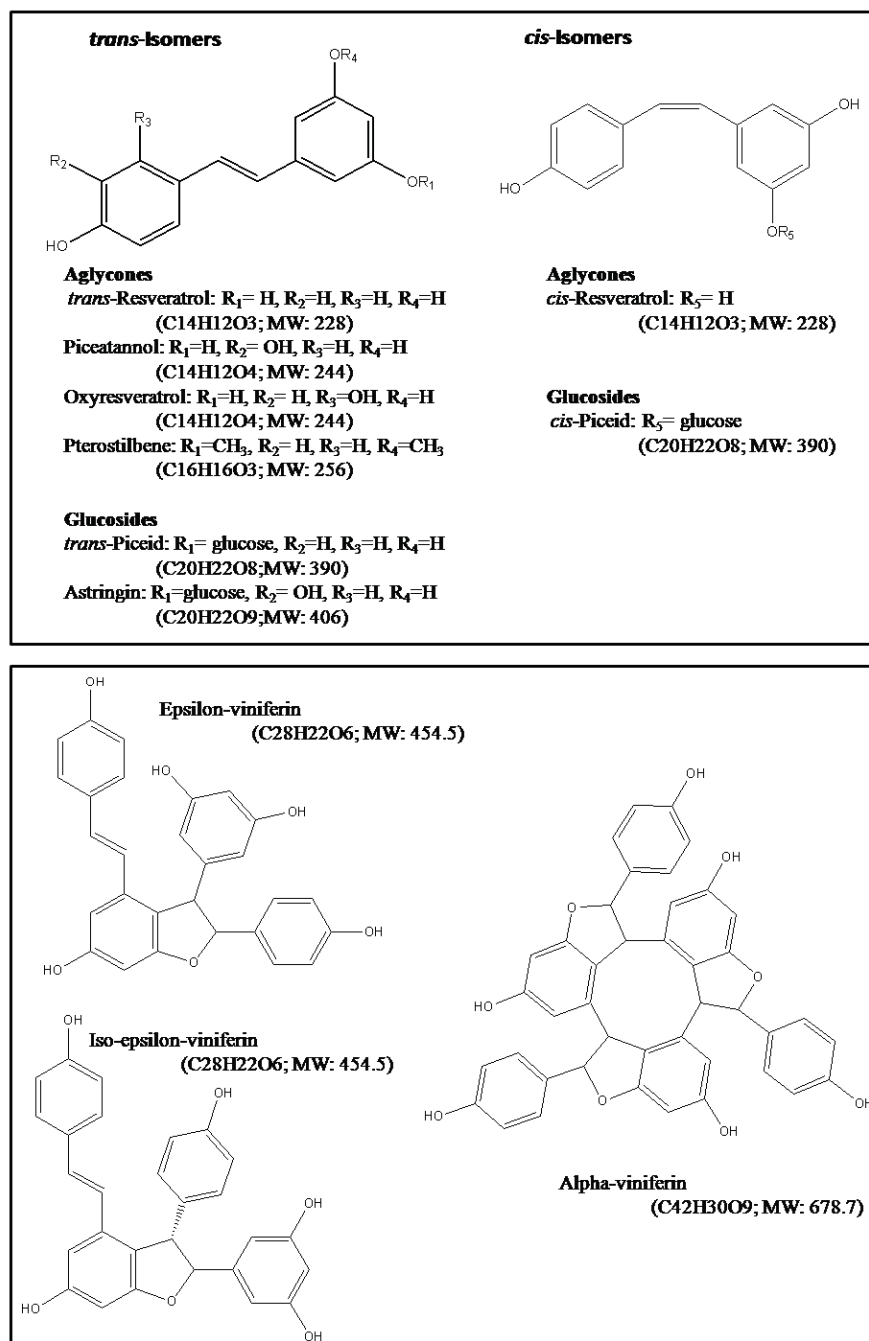 trans-Isomers
cis-Isomers
OR4
R3
R2
OR1
HO
OH
HO
OR5
Aglycones
trans-Resveratrol: R1= H, R2=H, R3=H, R4=H
(C14H12O3; MW: 228)
Piceatannol: R1=H, R2= OH, R3=H, R4=H
(C14H12O4; MW: 244)
Oxyresveratrol: R1=H, R2= H, R3=OH, R4=H
(C14H12O4; MW: 244)
Pterostilbene: R1=CH3, R2= H, R3=H, R4=CH3
(C16H16O3; MW: 256)
Glucosides
trans-Piceid: R1= glucose, R2=H, R3=H, R4=H
(C20H22O8;MW: 390)
Astringin: R1=glucose, R2= OH, R3=H, R4=H
(C20H22O9;MW: 406)
Aglycones
cis-Resveratrol: R5= H
(C14H12O3; MW: 228)
Glucosides
cis-Piceid: R5= glucose
(C20H22O8; MW: 390)
OH
Epsilon-viniferin
(C28H22O6; MW: 454.5)
HO
OH
OH
O
HO
OH
Iso-epsilon-viniferin
(C28H22O6; MW: 454.5)
OH
OH
O
HO
OH
OH
OH
O
O
HO
HO
O
OH
OH
Alpha-viniferin
(C42H30O9; MW: 678.7)